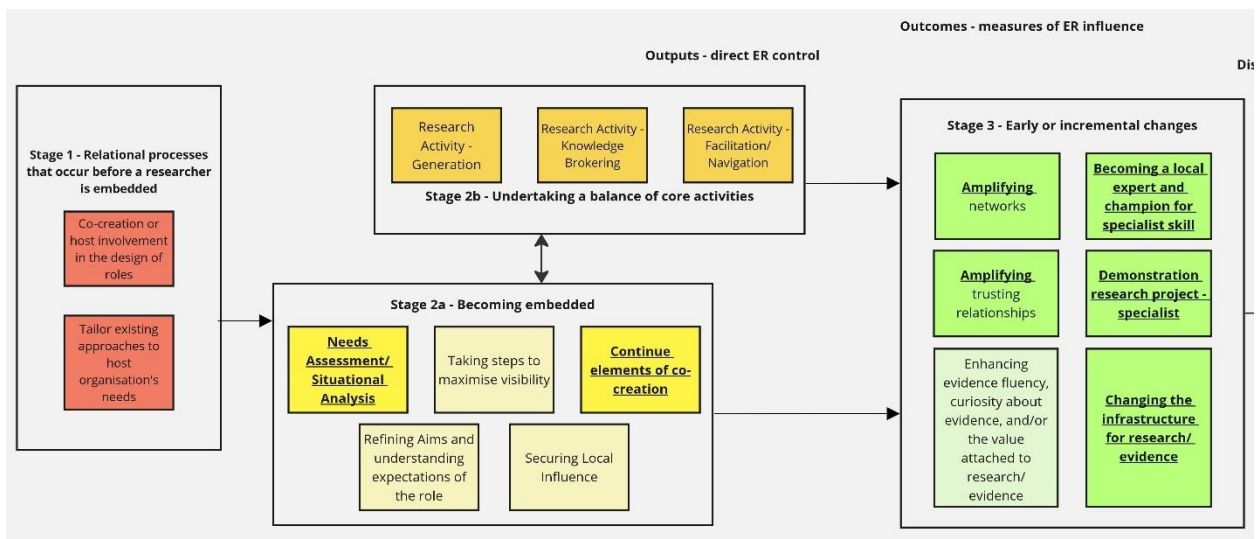 Outcomes - measures of ER influence
Outputs - direct ER control
Dis
Stage 1 - Relational processes
that occur before a researcher
is embedded
Co-creation or
host involvement
in the design of
roles
Tailor existing
approaches to
host
organisation's
needs
Research
Activity -
Generation
Research Activity -
Knowledge
Brokering
Research Activity -
Facilitation/
Navigation
Stage 2b - Undertaking a balance of core activities
Stage 2a - Becoming embedded
Needs
Assessment/
Situational
Analysis
Taking steps to
maximise visibility
Continue
elements of co-
creation
Refining Aims and
understanding
expectations of
the role
Securing Local
Influence
Stage 3 - Early or incremental changes
Amplifying
networks
Becoming a local
expert and
champion for
specialist skill
Amplifying
trusting
relationships
Demonstration
research project -
specialist
Enhancing
evidence fluency,
curiosity about
evidence, and/or
the value
attached to
research/
evidence
Changing the
infrastructure
for research/
evidence